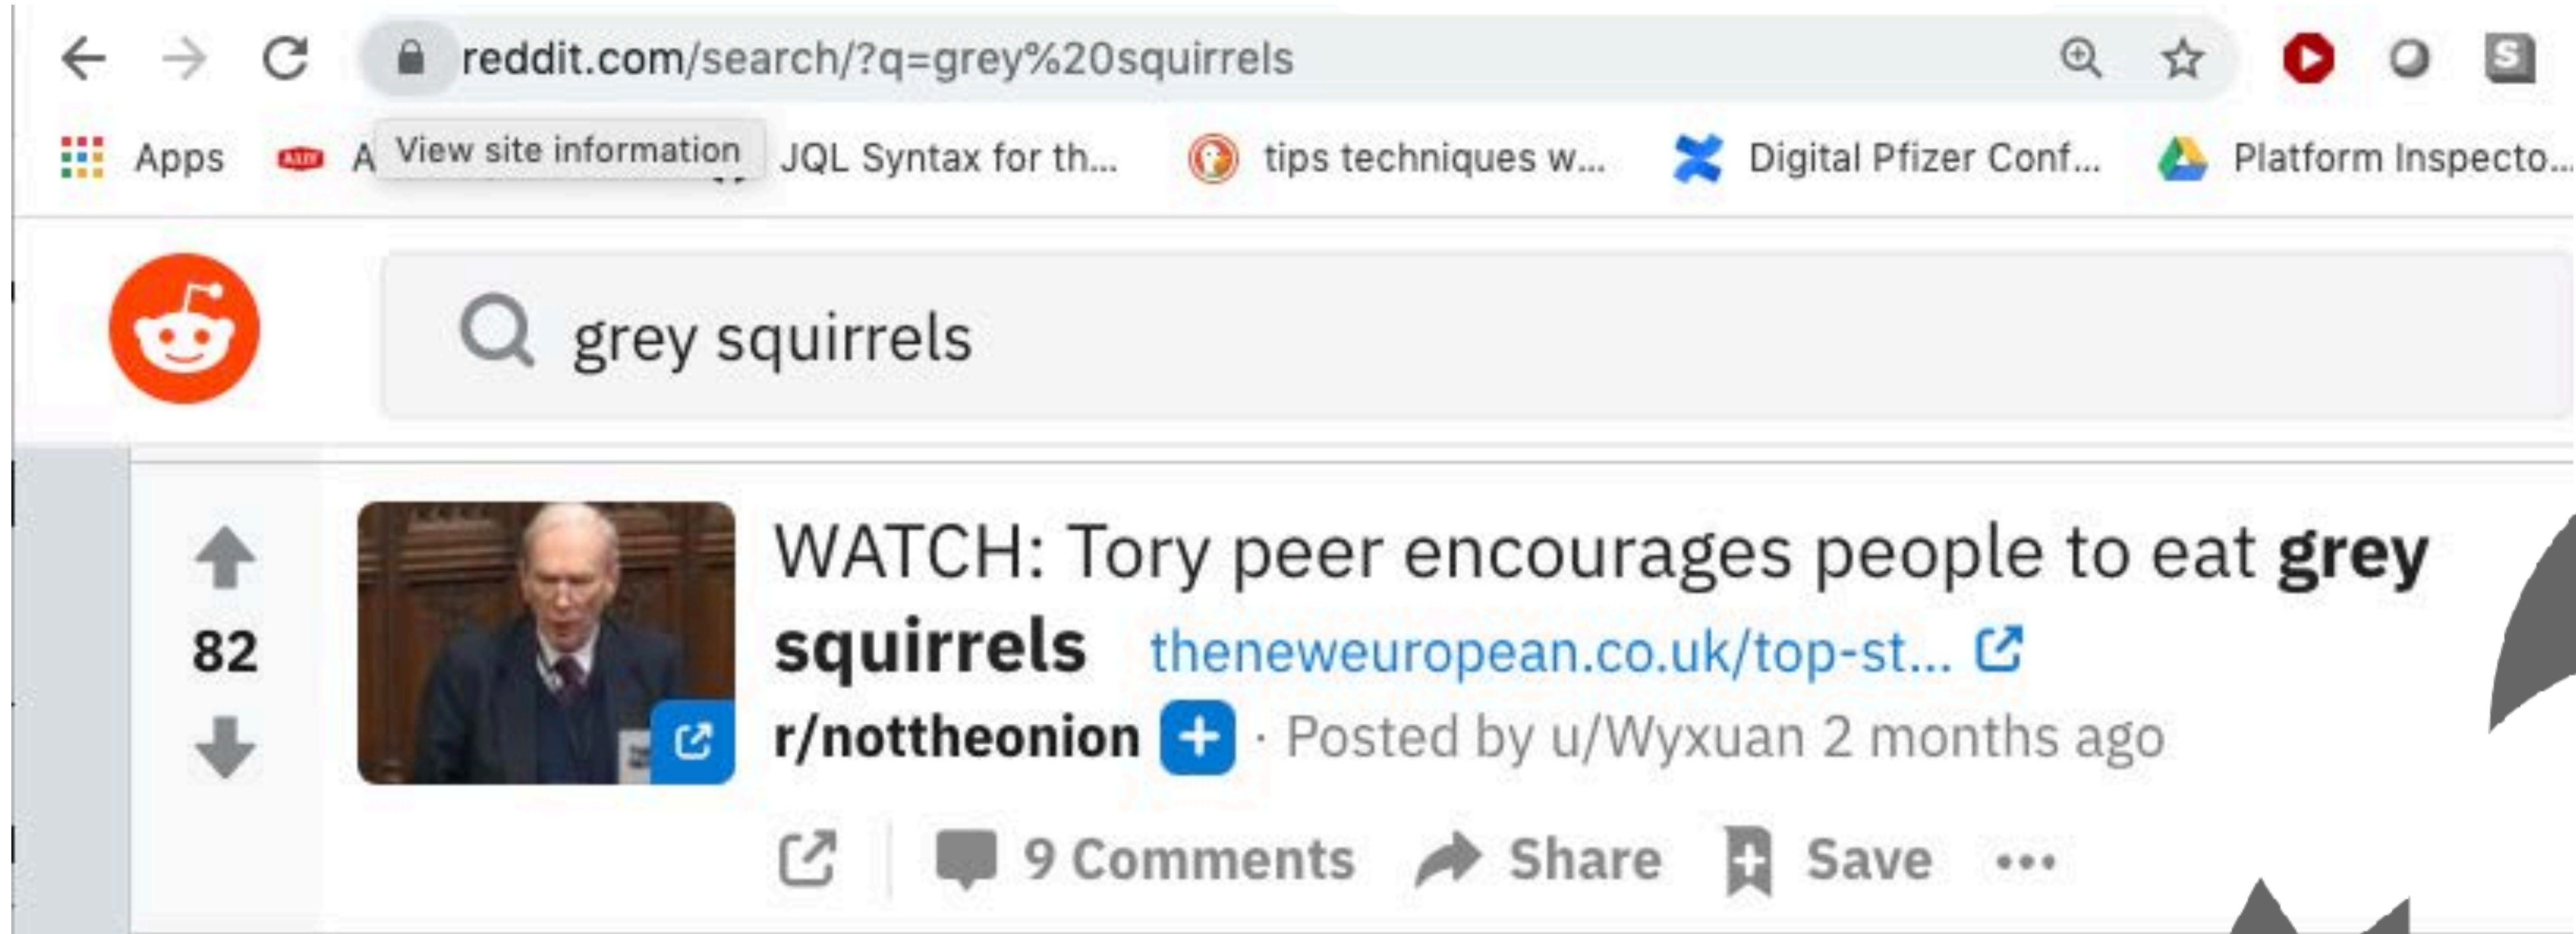 reddit.com/search/?q=grey%20squirrels
S
Apps A View site information JQL Syntax for th... tips techniques w... Digital Pfizer Conf... Platform Inspecto...
grey squirrels
WATCH: Tory peer encourages people to eat grey
82 squirrels theneweuropean.co.uk/top-st...
r/nottheonion · Posted by u/Wyxuan 2 months ago
9 Comments Share Save ...